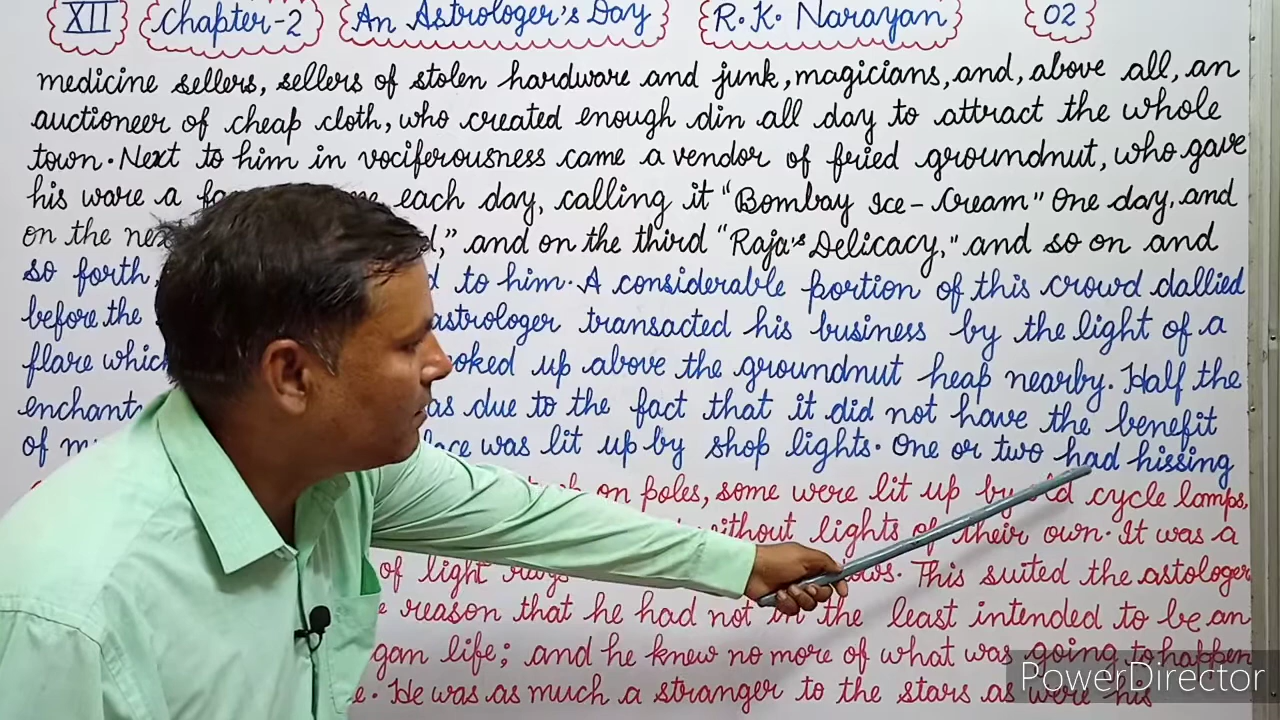 XII Chapter-2 An Astrologer's Day R. K. Narayan 02
medicine sellers, sellers of stolen hardware and junk, magicians, and, above all, an
auctioneer of cheap cloth, who created enough din all day to attract the whole
town. Next to him in vociferousness came a vendor of fried groundnut, who gave
his ware a each day, calling it "Bombay Ice-Cream" One day, and
on the and on the third "Raja's Delicacy," and so on and
so forth, to him. A considerable portion of this crowd dallied
before the astrologer transacted his business by the light of a
flare up above the groundnut heap nearby. Half the
due to the fact that it did not have the benefit
of was lit up by shop lights. One or two had hissing
on poles, some were lit up by old cycle lamps,
without lights of their own. It was a
of light rays This suited the astologer
reason that he had not in the least intended to be an
life; and he knew no more of what was going to happen
He was as much a stranger to the stars as were his
PowerDirector